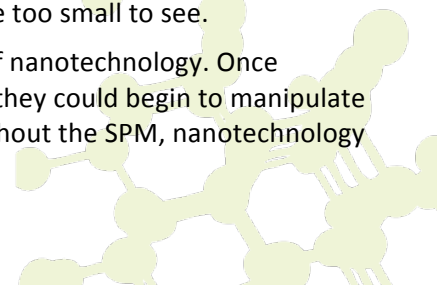 e too small to see.
f nanotechnology. Once
they could begin to manipulate
hout the SPM, nanotechnology